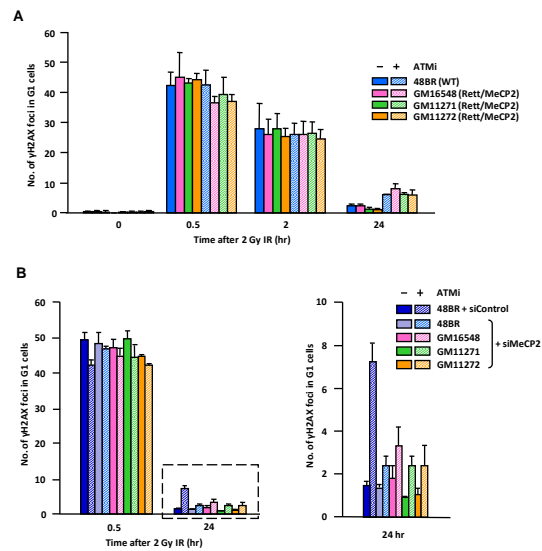 A
60
50
40
30
20
10
0
No. of γH2AX foci in G1 cells
0
0.5
2
24
Time after 2 Gy IR (hr)
− + ATMi
48BR (WT)
GM16548 (Rett/MeCP2)
GM11271 (Rett/MeCP2)
GM11272 (Rett/MeCP2)
B
60
50
40
30
20
10
0
No. of γH2AX foci in G1 cells
0.5
24
Time after 2 Gy IR (hr)
10
8
6
4
2
0
No. of γH2AX foci in G1 cells
24 hr
− + ATMi
48BR + siControl
48BR
GM16548
GM11271
GM11272
+ siMeCP2